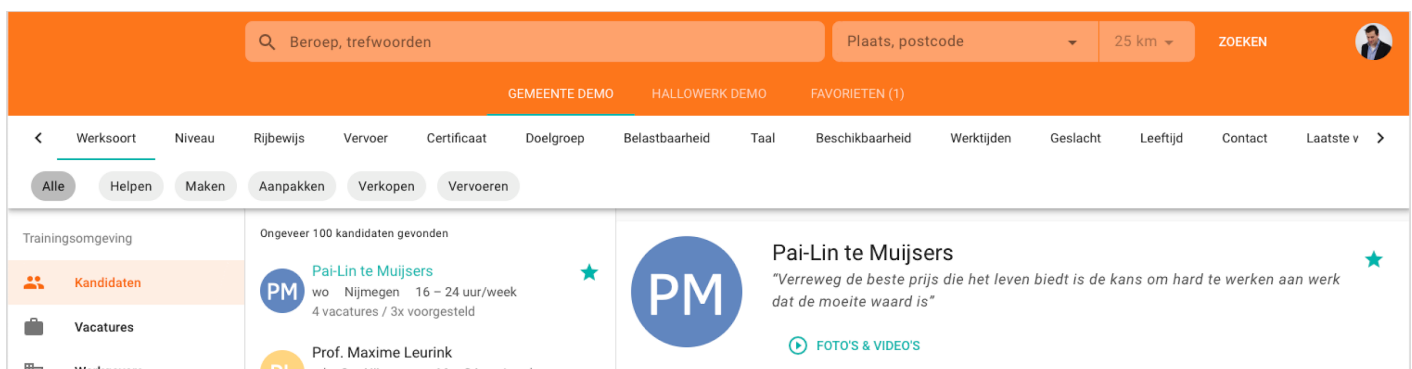 Beroep, trefwoorden Plaats, postcode 25 km ZOEKEN
GEMEENTE DEMO HALLOWERK DEMO FAVORIETEN (1)
Werksoort Niveau Rijbewijs Vervoer Certificaat Doelgroep Belastbaarheid Taal Beschikbaarheid Werktijden Geslacht Leeftijd Contact Laatste v
Alle Helpen Maken Aanpakken Verkopen Vervoeren
Trainingsomgeving
Kandidaten
Vacatures
Ongeveer 100 kandidaten gevonden
PM
Pai-Lin te Muijsers
wo Nijmegen 16 – 24 uur/week
4 vacatures / 3x voorgesteld
Prof. Maxime Leurink
PM
Pai-Lin te Muijsers
“Verreweg de beste prijs die het leven biedt is de kans om hard te werken aan werk
dat de moeite waard is”
FOTO'S & VIDEO'S